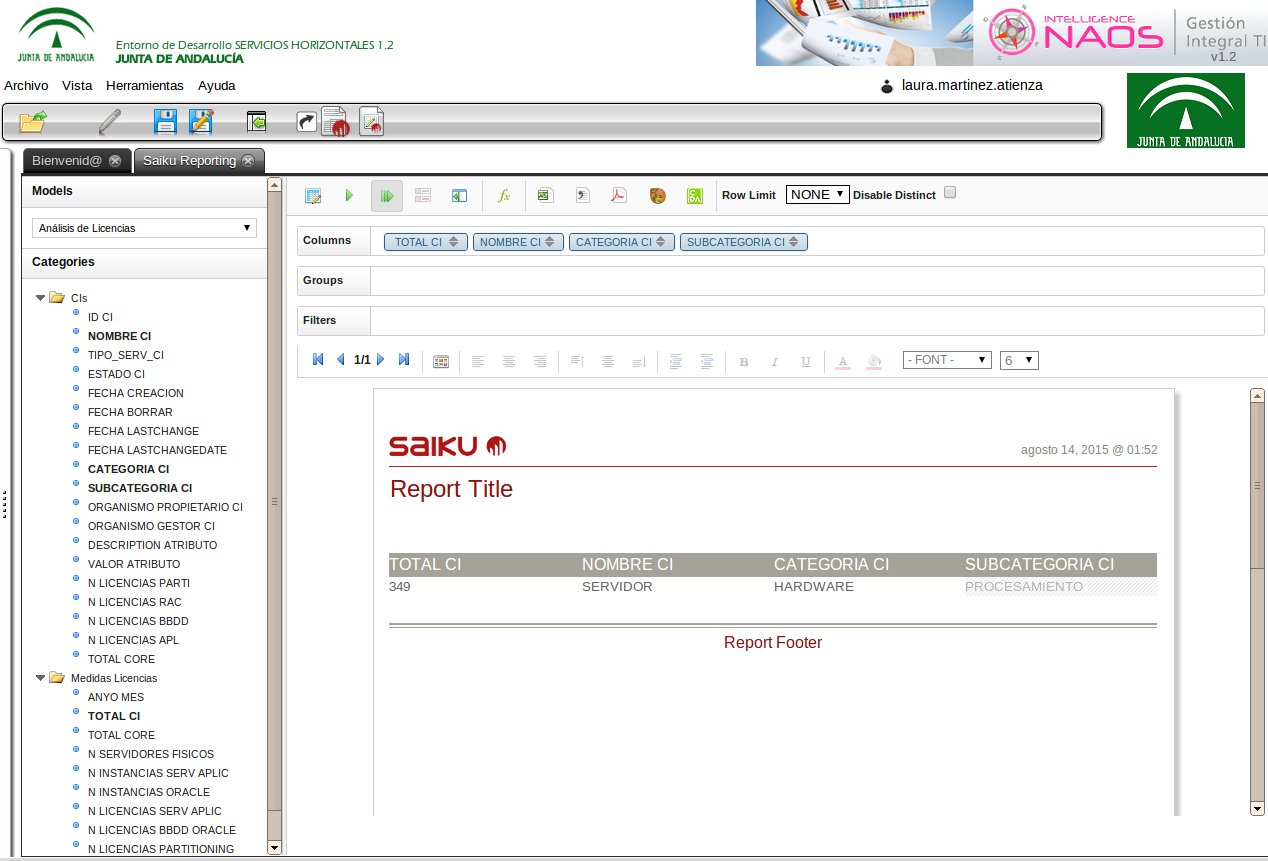 JUNTA DE ANDALUCIA
Entorno de Desarrollo SERVICIOS HORIZONTALES 1.2
JUNTA DE ANDALUCÍA
INTELLIGENCE
NAOS
Gestión
Integral TI
v1.2
Archivo Vista Herramientas Ayuda
laura.martinez.atienza
JUNTA DE ANDALUCIA
Bienvenid@
Saiku Reporting
Models
Análisis de Licencias
Categories
CIs
ID CI
NOMBRE CI
TIPO_SERV_CI
ESTADO CI
FECHA CREACION
FECHA BORRAR
FECHA LASTCHANGE
FECHA LASTCHANGEDATE
CATEGORIA CI
SUBCATEGORIA CI
ORGANISMO PROPIETARIO CI
ORGANISMO GESTOR CI
DESCRIPTION ATRIBUTO
VALOR ATRIBUTO
N LICENCIAS PARTI
N LICENCIAS RAC
N LICENCIAS BBDD
N LICENCIAS APL
TOTAL CORE
Medidas Licencias
ANYO MES
TOTAL CI
TOTAL CORE
N SERVIDORES FISICOS
N INSTANCIAS SERV APLIC
N INSTANCIAS ORACLE
N LICENCIAS SERV APLIC
N LICENCIAS BBDD ORACLE
N LICENCIAS PARTITIONING
Row Limit NONE Disable Distinct
Columns TOTAL CI NOMBRE CI CATEGORIA CI SUBCATEGORIA CI
Groups
Filters
1/1 B I U A - FONT - 6
saiku
agosto 14, 2015 @ 01:52
Report Title
TOTAL CI NOMBRE CI CATEGORIA CI SUBCATEGORIA CI
349 SERVIDOR HARDWARE PROCESAMIENTO
Report Footer